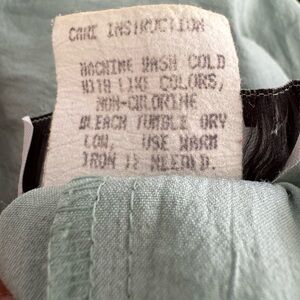 CARE INSTRUCTION
MACHINE WASH COLD
WITH LIKE COLORS,
NON-CHLORINE
BLEACH TUMBLE DRY
LOW, USE WARM
IRON IF NEEDED.